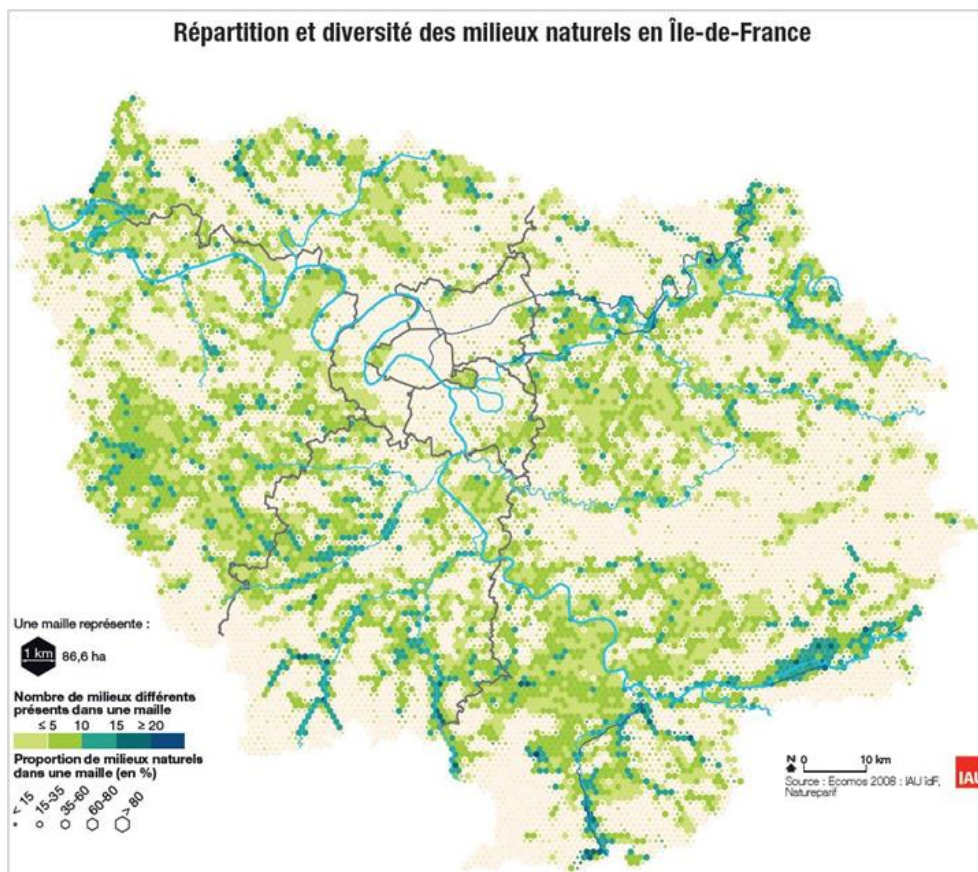 Répartition et diversité des milieux naturels en Île-de-France
Une maille représente :
1 km
86,6 ha
Nombre de milieux différents
présents dans une maille
≤ 5 10 15 ≥ 20
Proportion de milieux naturels
dans une maille (en %)
< 15
15-35
35-60
60-80
> 80
N 0 10 km
Source : Ecomos 2008 : IAU îdF,
Natureparif
IAU